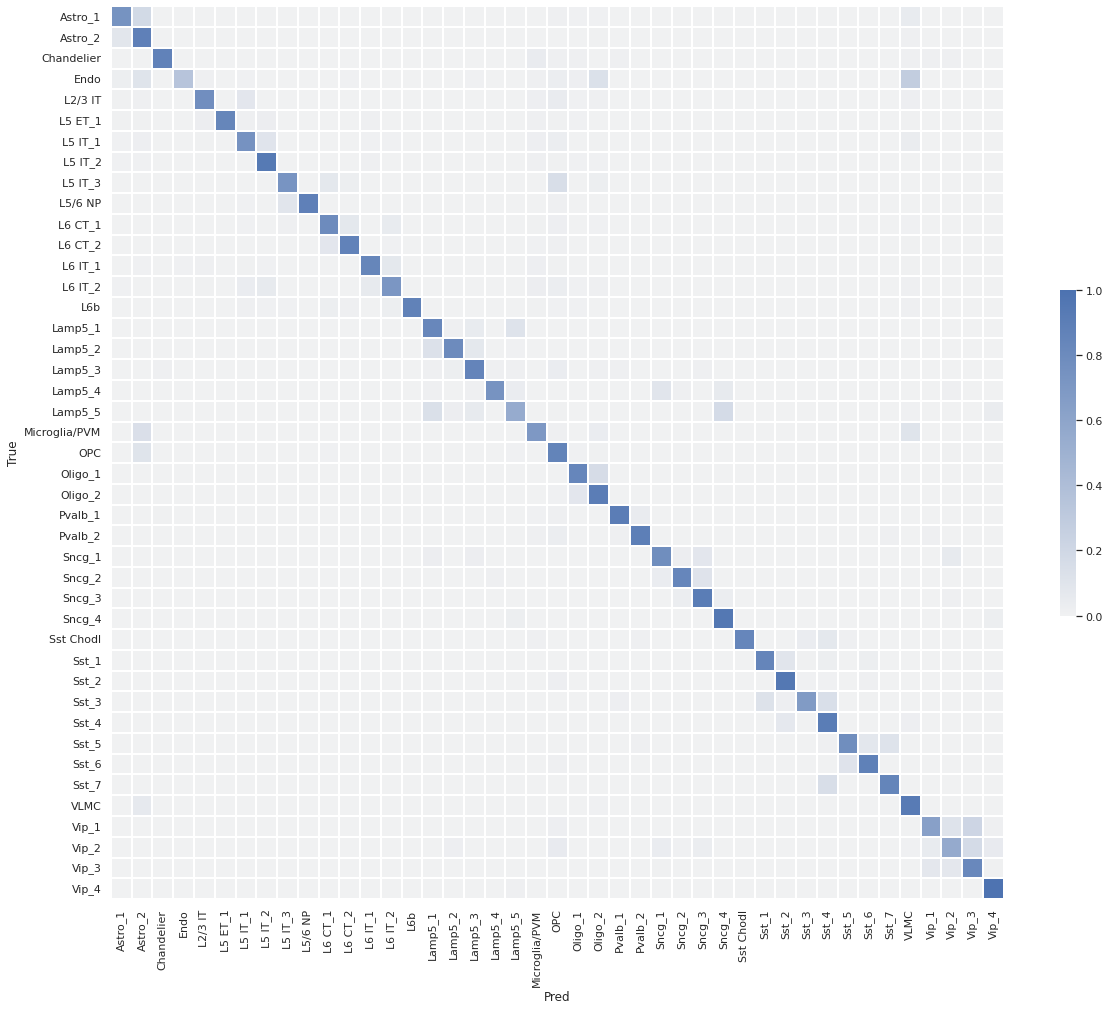 Astro_1
Astro_2
Chandelier
Endo
L2/3 IT
L5 ET_1
L5 IT_1
L5 IT_2
L5 IT_3
L5/6 NP
L6 CT_1
L6 CT_2
L6 IT_1
L6 IT_2
L6b
Lamp5_1
Lamp5_2
Lamp5_3
Lamp5_4
Lamp5_5
Microglia/PVM
OPC
Oligo_1
Oligo_2
Pvalb_1
Pvalb_2
Sncg_1
Sncg_2
Sncg_3
Sncg_4
Sst Chodl
Sst_1
Sst_2
Sst_3
Sst_4
Sst_5
Sst_6
Sst_7
VLMC
Vip_1
Vip_2
Vip_3
Vip_4
True
Astro_1
Astro_2
Chandelier
Endo
L2/3 IT
L5 ET_1
L5 IT_1
L5 IT_2
L5 IT_3
L5/6 NP
L6 CT_1
L6 CT_2
L6 IT_1
L6 IT_2
L6b
Lamp5_1
Lamp5_2
Lamp5_3
Lamp5_4
Lamp5_5
Microglia/PVM
OPC
Oligo_1
Oligo_2
Pvalb_1
Pvalb_2
Sncg_1
Sncg_2
Sncg_3
Sncg_4
Sst Chodl
Sst_1
Sst_2
Sst_3
Sst_4
Sst_5
Sst_6
Sst_7
VLMC
Vip_1
Vip_2
Vip_3
Vip_4
Pred
1.0
0.8
0.6
0.4
0.2
0.0